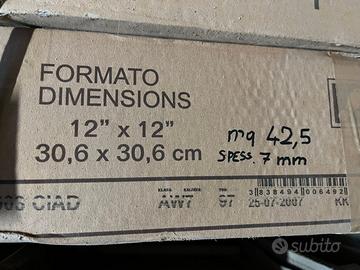 FORMATO
DIMENSIONS
12” x 12”
30,6 x 30,6 cm
mq 42,5
SPESS. 7 mm
CIAD AW7 97 25-07-2007 KK
subito